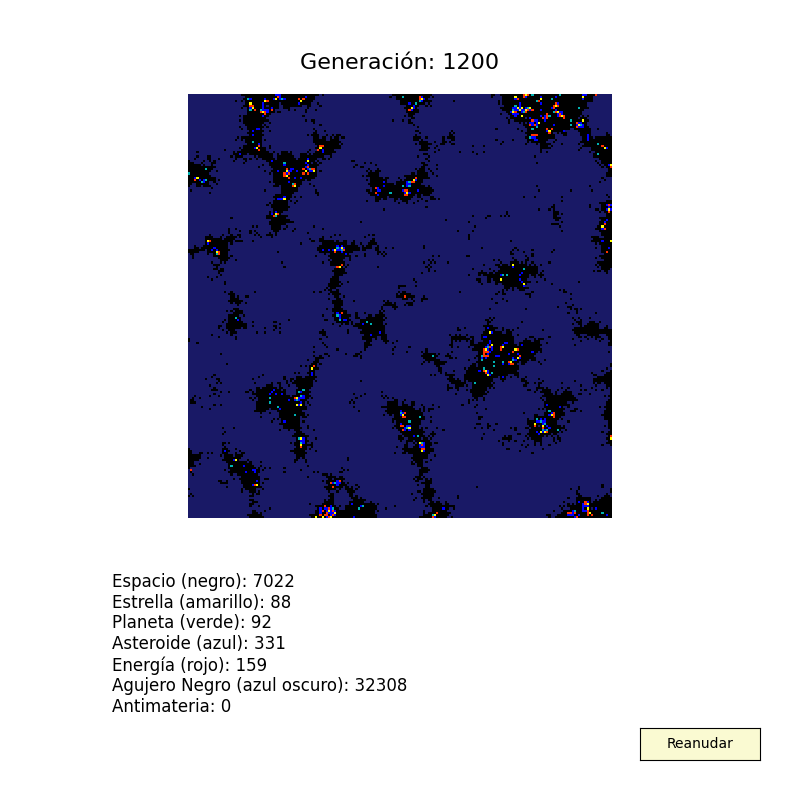 Generación: 1200
Espacio (negro): 7022
Estrella (amarillo): 88
Planeta (verde): 92
Asteroide (azul): 331
Energía (rojo): 159
Agujero Negro (azul oscuro): 32308
Antimateria: 0
Reanudar